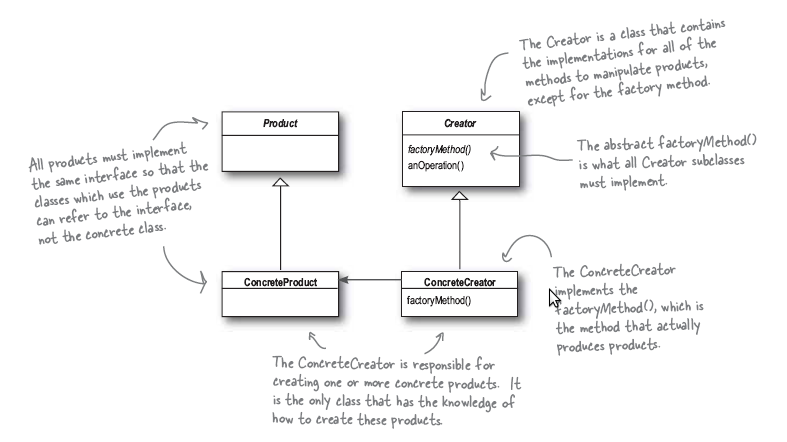 The Creator is a class that contains
the implementations for all of the
methods to manipulate products,
except for the factory method.
Product
Creator
factoryMethod()
anOperation()
The abstract factoryMethod()
is what all Creator subclasses
must implement.
All products must implement
the same interface so that the
classes which use the products
can refer to the interface,
not the concrete class.
ConcreteProduct
ConcreteCreator
factoryMethod()
The ConcreteCreator
implements the
factoryMethod(), which is
the method that actually
produces products.
The ConcreteCreator is responsible for
creating one or more concrete products. It
is the only class that has the knowledge of
how to create these products.